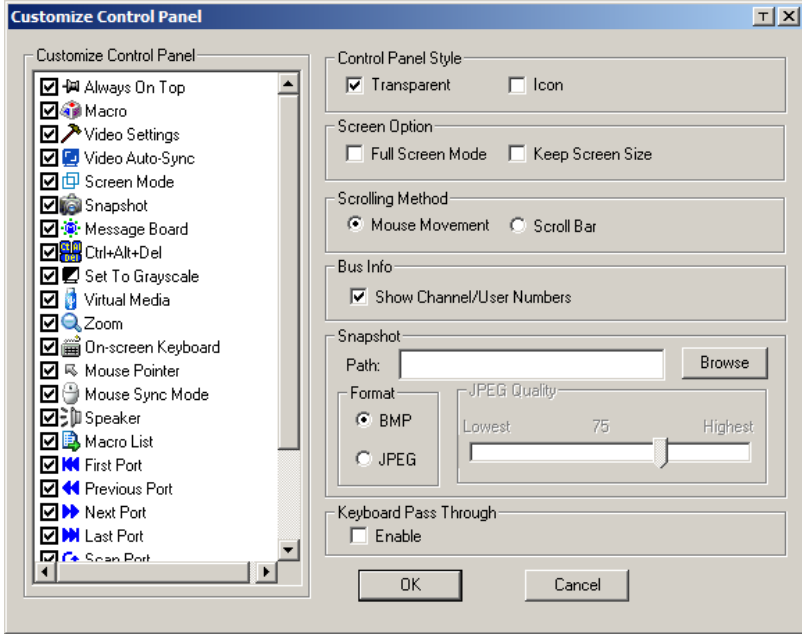 Customize Control Panel
Customize Control Panel
Always On Top
Macro
Video Settings
Video Auto-Sync
Screen Mode
Snapshot
Message Board
Ctrl+Alt+Del
Set To Grayscale
Virtual Media
Zoom
On-screen Keyboard
Mouse Pointer
Mouse Sync Mode
Speaker
Macro List
First Port
Previous Port
Next Port
Last Port
Scan Port
Control Panel Style
Transparent Icon
Screen Option
Full Screen Mode Keep Screen Size
Scrolling Method
Mouse Movement Scroll Bar
Bus Info
Show Channel/User Numbers
Snapshot
Path: Browse
Format
BMP
JPEG
JPEG Quality
Lowest 75 Highest
Keyboard Pass Through
Enable
OK Cancel